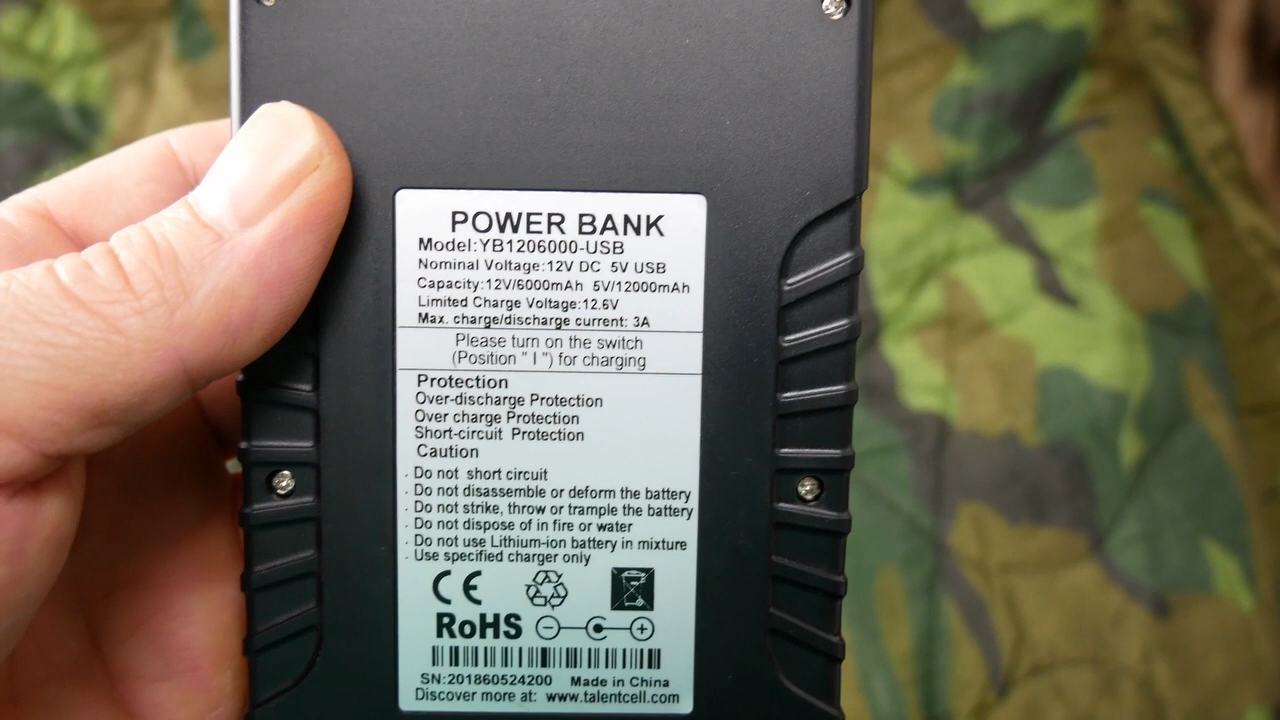 POWER BANK
Model:YB1206000-USB
Nominal Voltage:12V DC 5V USB
Capacity:12V/6000mAh 5V/12000mAh
Limited Charge Voltage:12.6V
Max. charge/discharge current: 3A
Please turn on the switch
(Position " I ") for charging
Protection
Over-discharge Protection
Over charge Protection
Short-circuit Protection
Caution
· Do not short circuit
· Do not disassemble or deform the battery
· Do not strike, throw or trample the battery
· Do not dispose of in fire or water
· Do not use Lithium-ion battery in mixture
· Use specified charger only
CE
RoHS
SN:201860524200 Made in China
Discover more at: www.talentcell.com